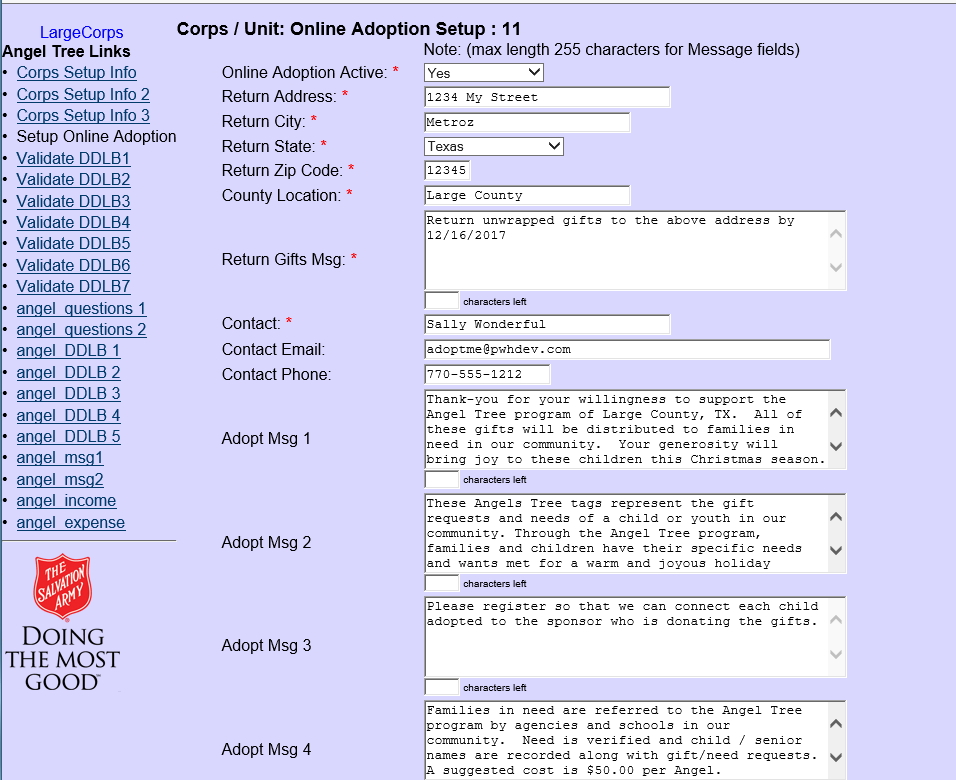 LargeCorps
Angel Tree Links
• Corps Setup Info
• Corps Setup Info 2
• Corps Setup Info 3
• Setup Online Adoption
• Validate DDLB1
• Validate DDLB2
• Validate DDLB3
• Validate DDLB4
• Validate DDLB5
• Validate DDLB6
• Validate DDLB7
• angel_questions 1
• angel_questions 2
• angel_DDLB 1
• angel_DDLB 2
• angel_DDLB 3
• angel_DDLB 4
• angel_DDLB 5
• angel_msg1
• angel_msg2
• angel_income
• angel_expense
THE
SALVATION
ARMY
DOING
THE MOST
GOOD™
Corps / Unit: Online Adoption Setup : 11
Note: (max length 255 characters for Message fields)
Online Adoption Active: * Yes
Return Address: * 1234 My Street
Return City: * Metroz
Return State: * Texas
Return Zip Code: * 12345
County Location: * Large County
Return Gifts Msg: *
Return unwrapped gifts to the above address by
12/16/2017
characters left
Contact: * Sally Wonderful
Contact Email: adoptme@pwhdev.com
Contact Phone: 770-555-1212
Adopt Msg 1
Thank-you for your willingness to support the
Angel Tree program of Large County, TX.  All of
these gifts will be distributed to families in
need in our community.  Your generosity will
bring joy to these children this Christmas season.
characters left
Adopt Msg 2
These Angels Tree tags represent the gift
requests and needs of a child or youth in our
community. Through the Angel Tree program,
families and children have their specific needs
and wants met for a warm and joyous holiday
characters left
Adopt Msg 3
Please register so that we can connect each child
adopted to the sponsor who is donating the gifts.
characters left
Adopt Msg 4
Families in need are referred to the Angel Tree
program by agencies and schools in our
community.  Need is verified and child / senior
names are recorded along with gift/need requests.
A suggested cost is $50.00 per Angel.